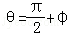 θ = π/2 + ϕ